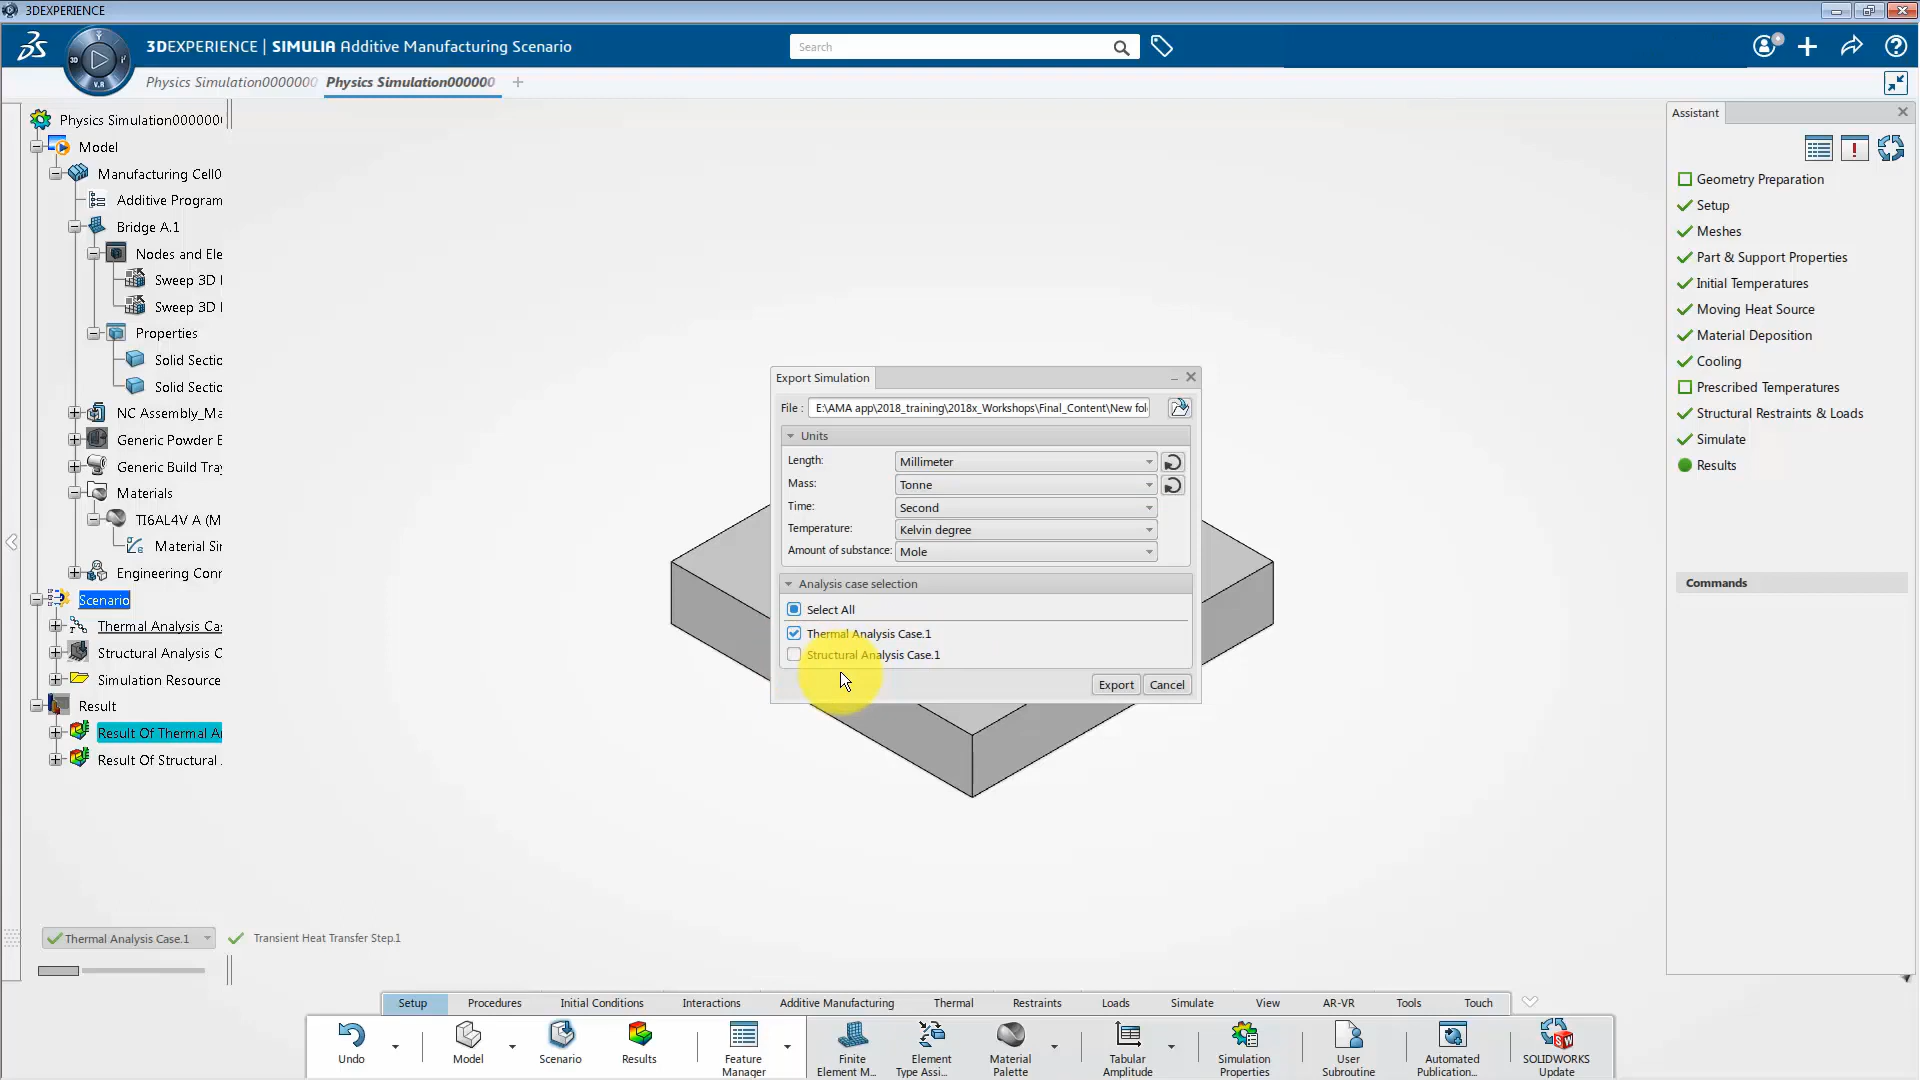 3DEXPERIENCE
3DEXPERIENCE | SIMULIA Additive Manufacturing Scenario
Search
Physics Simulation0000000
Physics Simulation000000
Physics Simulation000000
Model
Manufacturing Cell0
Additive Program
Bridge A.1
Nodes and Ele
Sweep 3D
Sweep 3D
Properties
Solid Sectio
Solid Sectio
NC Assembly_Ma
Generic Powder B
Generic Build Tray
Materials
TI6AL4V A (M
Material Sin
Engineering Conn
Scenario
Thermal Analysis Cas
Structural Analysis C
Simulation Resource
Result
Result Of Thermal An
Result Of Structural
Thermal Analysis Case.1
Transient Heat Transfer Step.1
Export Simulation
File :
E:\AMA app\2018_training\2018x_Workshops\Final_Content\New fol
Units
Length:
Millimeter
Mass:
Tonne
Time:
Second
Temperature:
Kelvin degree
Amount of substance:
Mole
Analysis case selection
Select All
Thermal Analysis Case.1
Structural Analysis Case.1
Export
Cancel
Assistant
Geometry Preparation
Setup
Meshes
Part & Support Properties
Initial Temperatures
Moving Heat Source
Material Deposition
Cooling
Prescribed Temperatures
Structural Restraints & Loads
Simulate
Results
Commands
Setup
Procedures
Initial Conditions
Interactions
Additive Manufacturing
Thermal
Restraints
Loads
Simulate
View
AR-VR
Tools
Touch
Undo
Model
Scenario
Results
Feature
Manager
Finite
Element M...
Element
Type Assi...
Material
Palette
Tabular
Amplitude
Simulation
Properties
User
Subroutine
Automated
Publication...
SOLIDWORKS
Update